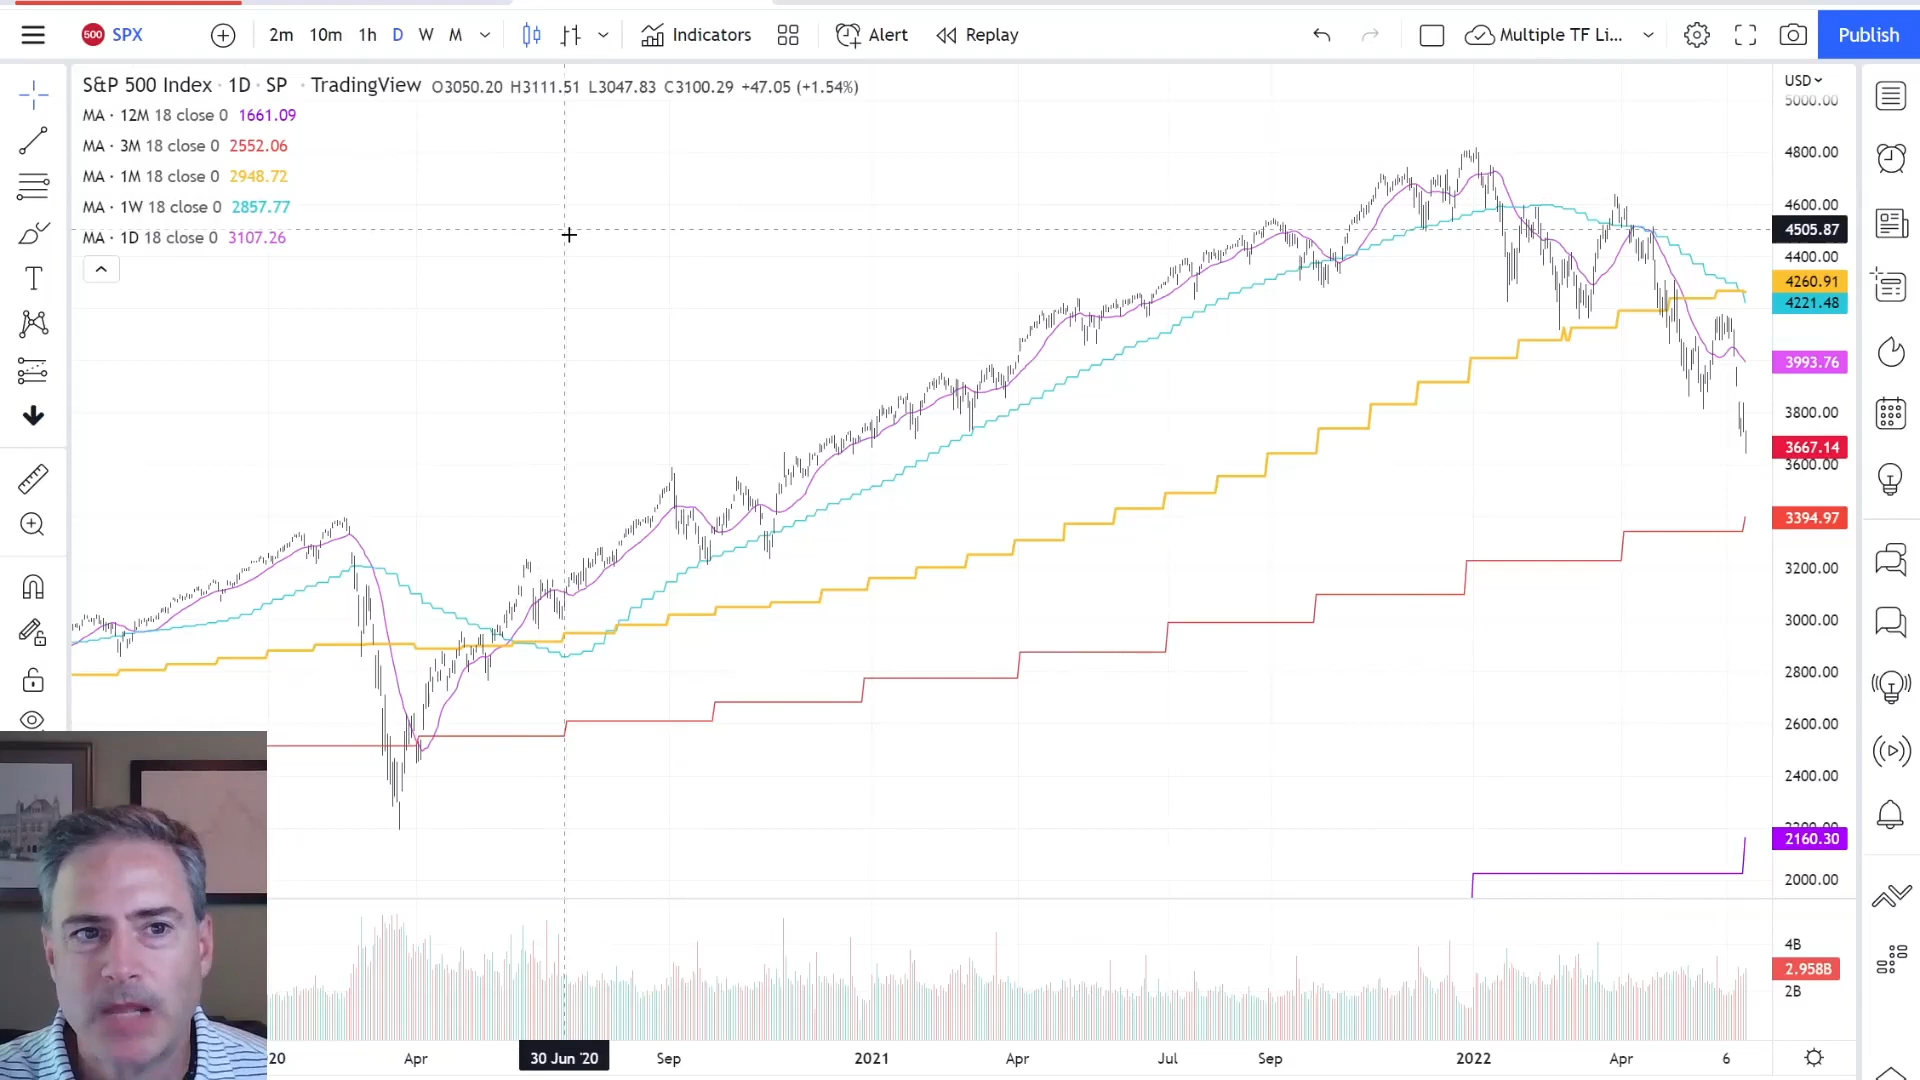 500 SPX 2m 10m 1h D W M Indicators Alert Replay Multiple TF Li... Publish
S&P 500 Index · 1D · SP · TradingView O3050.20 H3111.51 L3047.83 C3100.29 +47.05 (+1.54%)
USD
5000.00
MA · 12M 18 close 0 1661.09
MA · 3M 18 close 0 2552.06
MA · 1M 18 close 0 2948.72
MA · 1W 18 close 0 2857.77
MA · 1D 18 close 0 3107.26
4800.00
4600.00
4505.87
4400.00
4260.91
4221.48
3993.76
3800.00
3667.14
3600.00
3394.97
3200.00
3000.00
2800.00
2600.00
2400.00
2200.00
2160.30
2000.00
4B
2.958B
2B
20 Apr 30 Jun '20 Sep 2021 Apr Jul Sep 2022 Apr 6